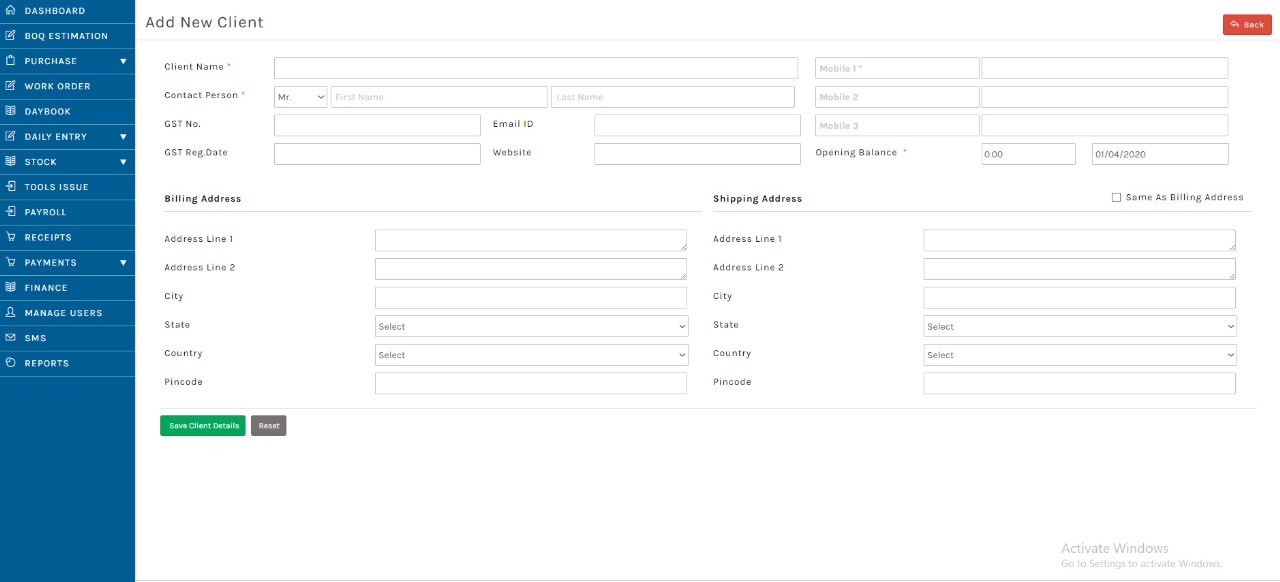 DASHBOARD
BOQ ESTIMATION
PURCHASE
WORK ORDER
DAYBOOK
DAILY ENTRY
STOCK
TOOLS ISSUE
PAYROLL
RECEIPTS
PAYMENTS
FINANCE
MANAGE USERS
SMS
REPORTS
Add New Client
Back
Client Name *
Mobile 1 *
Contact Person * Mr. First Name Last Name
Mobile 2
GST No. Email ID
Mobile 3
GST Reg.Date Website
Opening Balance * 0.00 01/04/2020
Billing Address
Address Line 1
Address Line 2
City
State Select
Country Select
Pincode
Shipping Address Same As Billing Address
Address Line 1
Address Line 2
City
State Select
Country Select
Pincode
Save Client Details Reset
Activate Windows
Go to Settings to activate Windows.